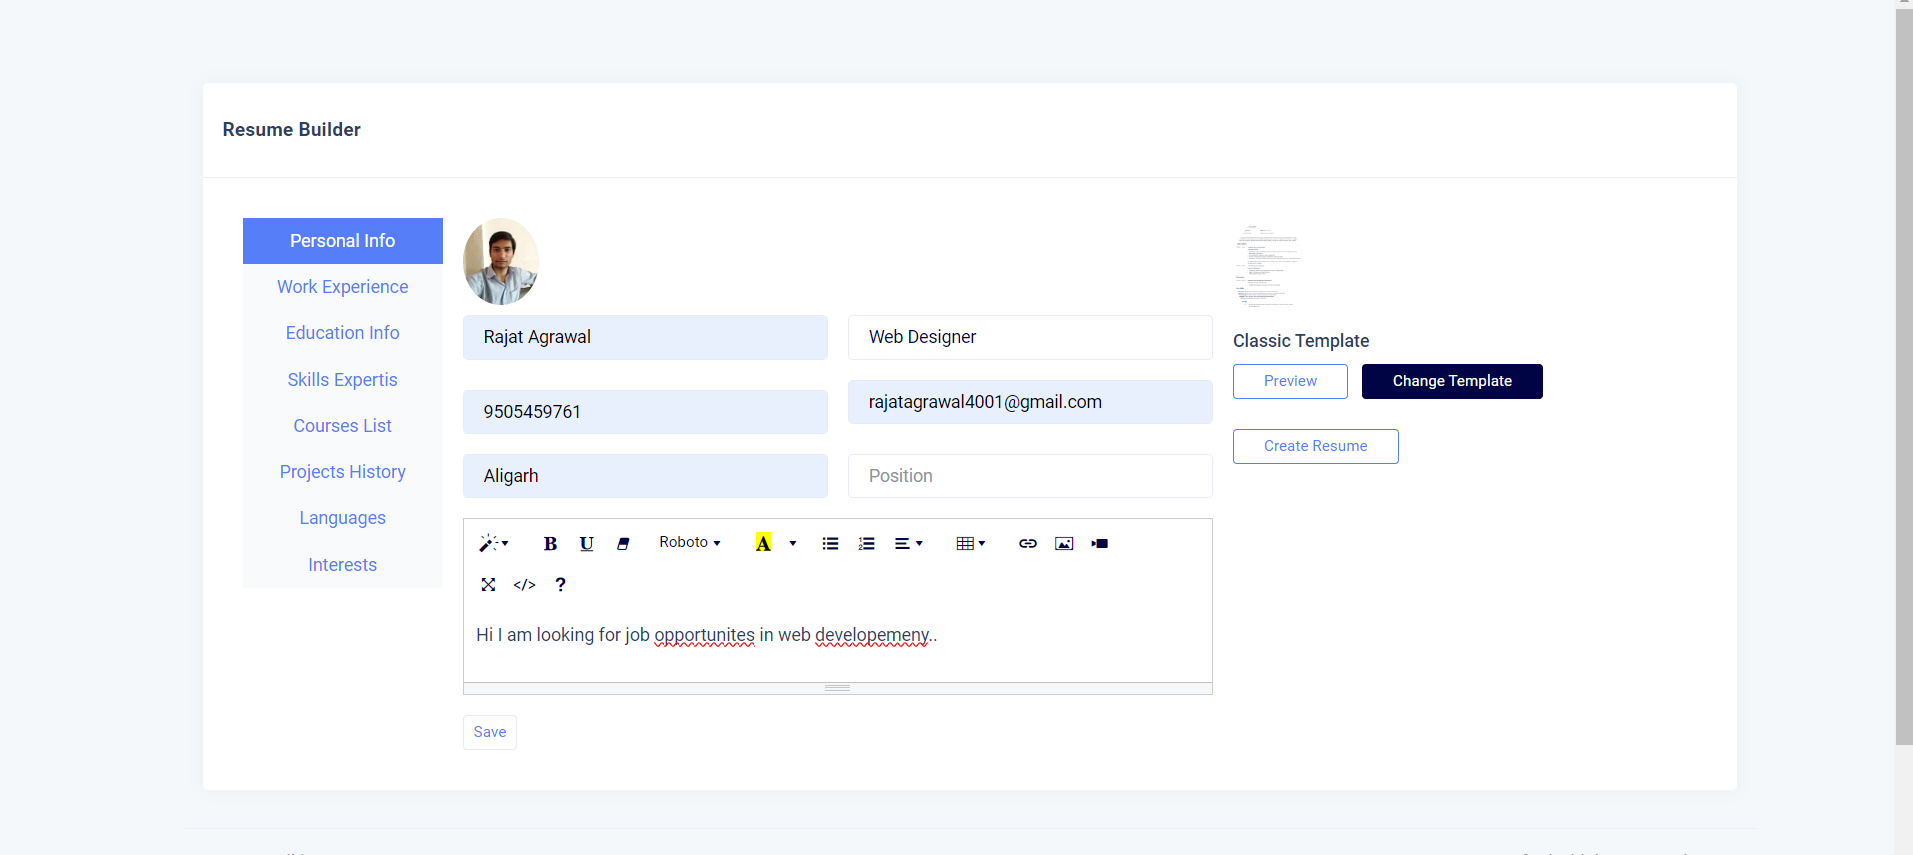 Resume Builder
Personal Info
Work Experience
Education Info
Skills Expertis
Courses List
Projects History
Languages
Interests
Rajat Agrawal
Web Designer
9505459761
rajatagrawal4001@gmail.com
Aligarh
Position
B U Roboto A
</> ?
Hi I am looking for job opportunites in web developemeny..
Save
Classic Template
Preview
Change Template
Create Resume